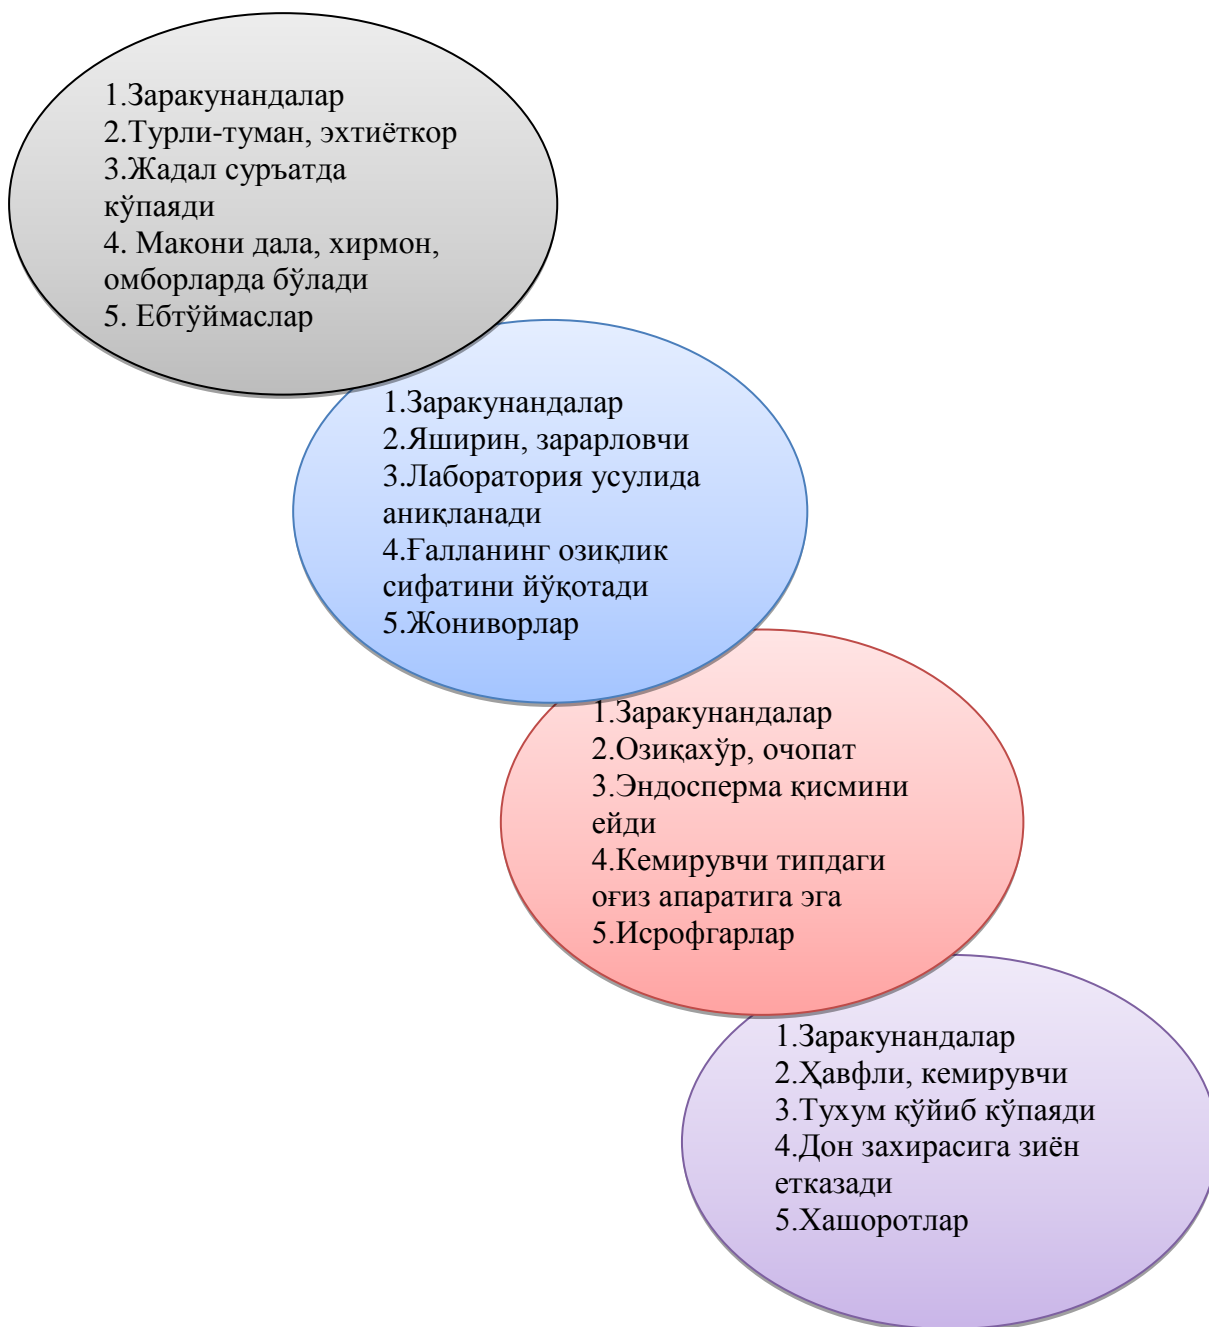 1.Заракунандалар
2.Турли-туман, эхтиёткор
3.Жадал суръатда
кўпаяди
4. Макони дала, хирмон,
омборларда бўлади
5. Ебтўймаслар
1.Заракунандалар
2.Яширин, зарарловчи
3.Лаборатория усулида
аниқланади
4.Ғалланинг озиқлик
сифатини йўқотади
5.Жониворлар
1.Заракунандалар
2.Озиқахўр, очопат
3.Эндосперма қисмини
ейди
4.Кемирувчи типдаги
оғиз апаратига эга
5.Исрофгарлар
1.Заракунандалар
2.Ҳавфли, кемирувчи
3.Тухум қўйиб кўпаяди
4.Дон захирасига зиён
етказади
5.Хашоротлар